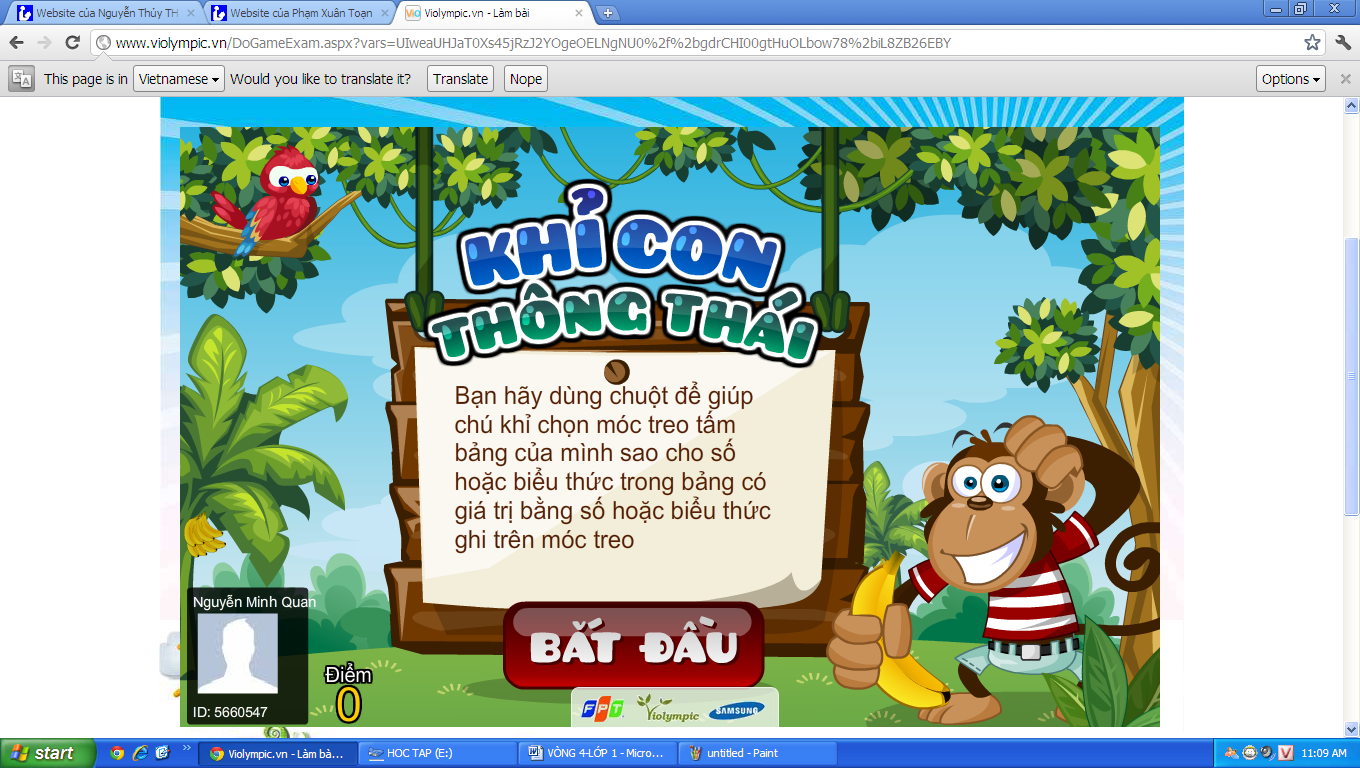 Website của Nguyễn Thúy TH
Website của Phạm Xuân Toạn
Violympic.vn - Làm bài
www.violympic.vn/DoGameExam.aspx?vars=UIweaUHJaT0Xs45jRzJ2YOgeOELNgNU0%2f%2bgdrCHI00gtHuOLbow78%2biL8ZB26EBY
This page is in Vietnamese Would you like to translate it? Translate Nope Options
KHỈ CON
THÔNG THÁI
Bạn hãy dùng chuột để giúp
chú khỉ chọn móc treo tấm
bảng của mình sao cho số
hoặc biểu thức trong bảng có
giá trị bằng số hoặc biểu thức
ghi trên móc treo
BẮT ĐẦU
Nguyễn Minh Quan
ID: 5660547
Điểm
0
FPT Violympic SAMSUNG
start
Violympic.vn - Làm bà...
HOC TAP (E:)
VÒNG 4-LỚP 1 - Micro...
untitled - Paint
V
11:09 AM